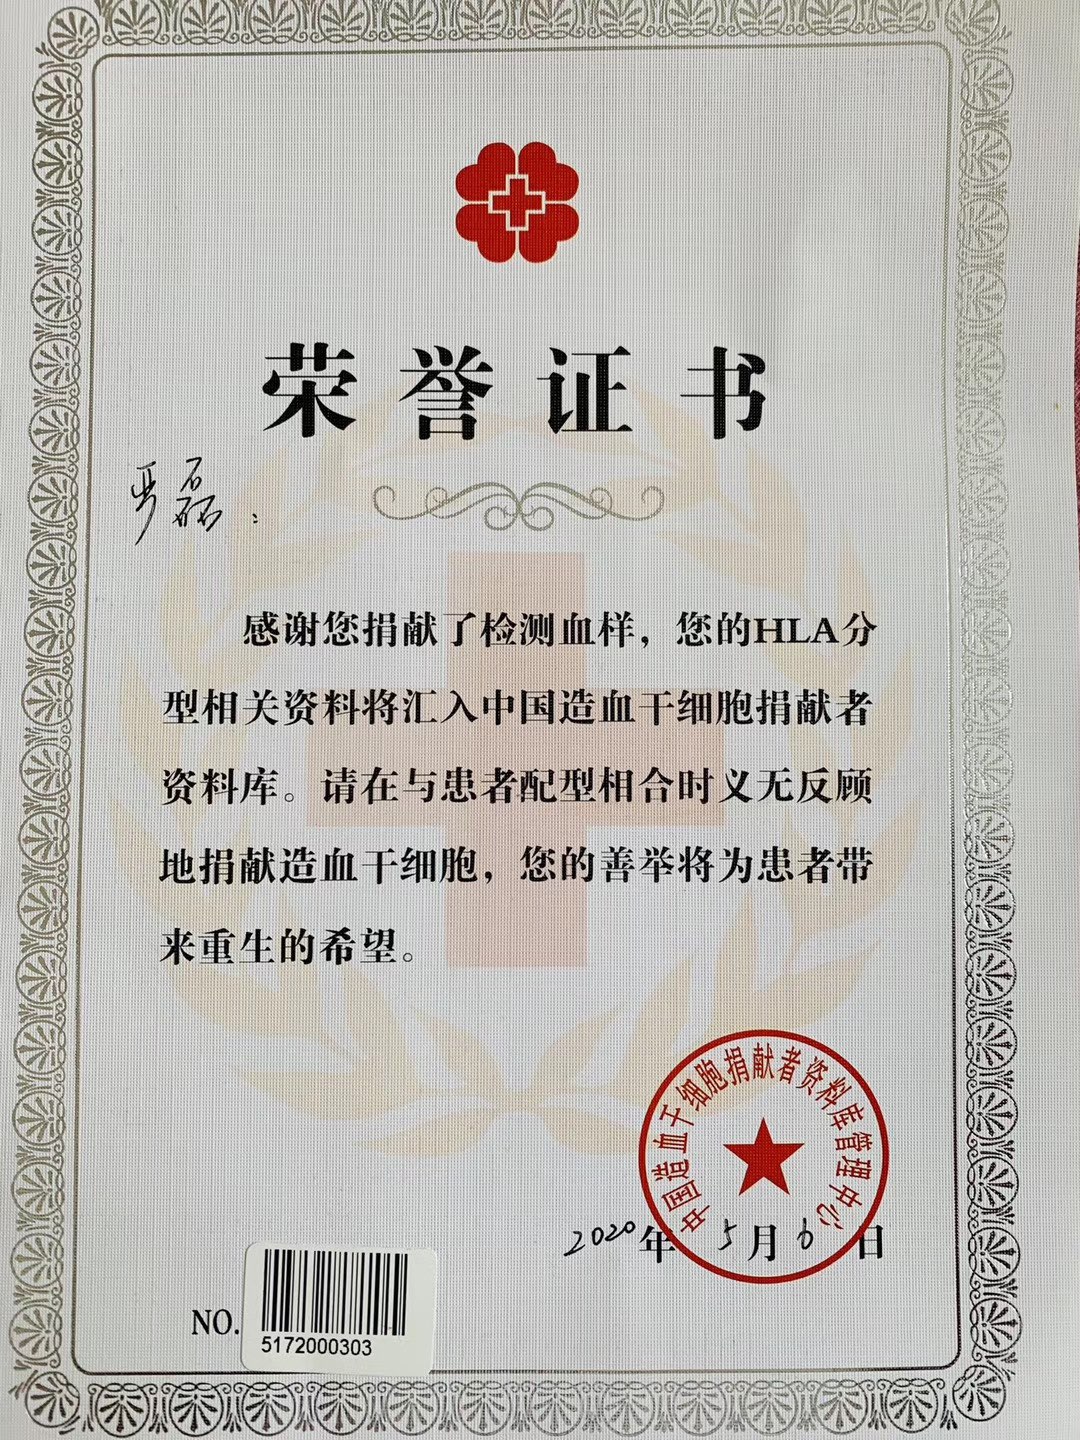 荣誉证书
严磊：
感谢您捐献了检测血样，您的HLA分
型相关资料将汇入中国造血干细胞捐献者
资料库。请在与患者配型相合时义无反顾
地捐献造血干细胞，您的善举将为患者带
来重生的希望。
中国造血干细胞捐献者资料库管理中心
2020年5月6日
NO.
5172000303